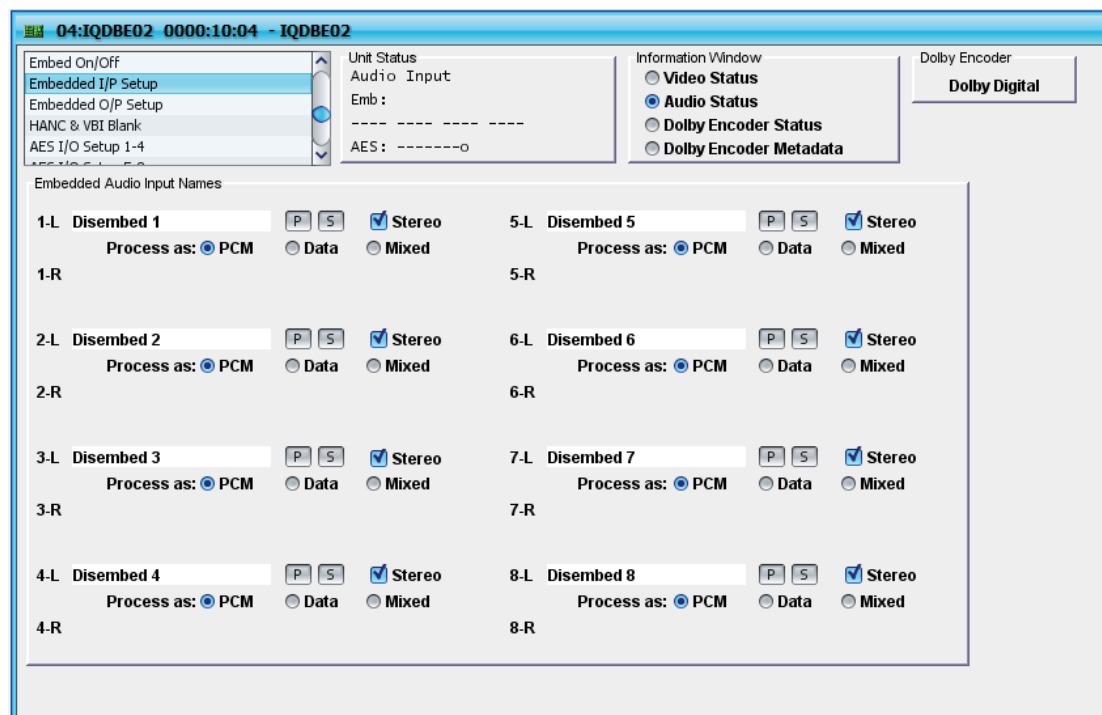 04:IQDBE02 0000:10:04 - IQDBE02
Embed On/Off
Embedded I/P Setup
Embedded O/P Setup
HANC & VBI Blank
AES I/O Setup 1-4
Unit Status
Audio Input
Emb:
---- ---- ---- ----
AES: -------o
Information Window
Video Status
Audio Status
Dolby Encoder Status
Dolby Encoder Metadata
Dolby Encoder
Dolby Digital
Embedded Audio Input Names
1-L Disembed 1 P S Stereo
Process as: PCM Data Mixed
1-R
2-L Disembed 2 P S Stereo
Process as: PCM Data Mixed
2-R
3-L Disembed 3 P S Stereo
Process as: PCM Data Mixed
3-R
4-L Disembed 4 P S Stereo
Process as: PCM Data Mixed
4-R
5-L Disembed 5 P S Stereo
Process as: PCM Data Mixed
5-R
6-L Disembed 6 P S Stereo
Process as: PCM Data Mixed
6-R
7-L Disembed 7 P S Stereo
Process as: PCM Data Mixed
7-R
8-L Disembed 8 P S Stereo
Process as: PCM Data Mixed
8-R